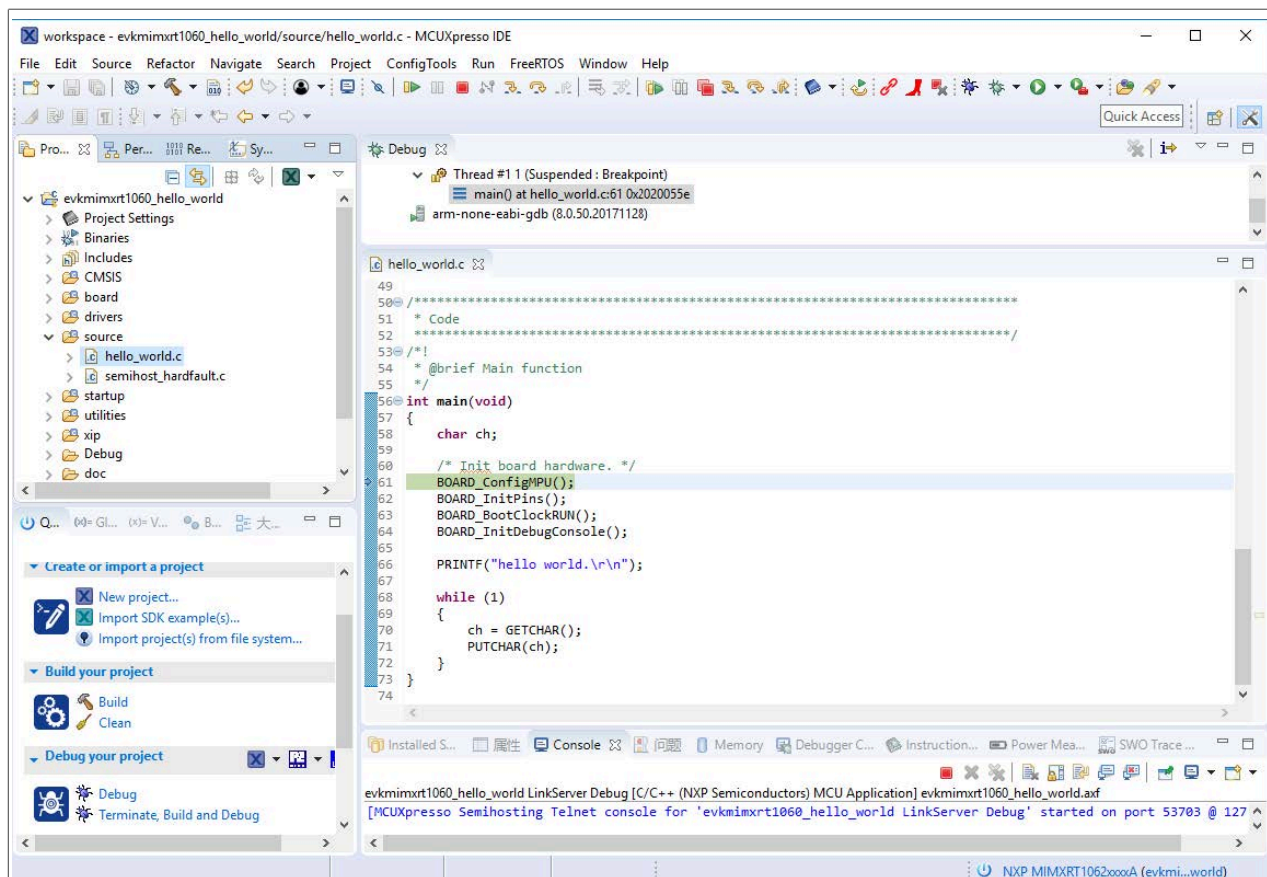 workspace - evkmimxrt1060_hello_world/source/hello_world.c - MCUXpresso IDE
File Edit Source Refactor Navigate Search Project ConfigTools Run FreeRTOS Window Help
Quick Access
Pro... Per... Re... Sy...
evkmimxrt1060_hello_world
Project Settings
Binaries
Includes
CMSIS
board
drivers
source
hello_world.c
semihost_hardfault.c
startup
utilities
xip
Debug
doc
Q... (x)= Gl... (x)= V... B... 大...
Create or import a project
New project...
Import SDK example(s)...
Import project(s) from file system...
Build your project
Build
Clean
Debug your project
Debug
Terminate, Build and Debug
Debug
Thread #1 1 (Suspended : Breakpoint)
main() at hello_world.c:61 0x2020055e
arm-none-eabi-gdb (8.0.50.20171128)
hello_world.c
49
50 /*******************************************************************************
51  * Code
52  ******************************************************************************/
53 /*!
54  * @brief Main function
55  */
56 int main(void)
57 {
58     char ch;
59
60     /* Init board hardware. */
61     BOARD_ConfigMPU();
62     BOARD_InitPins();
63     BOARD_BootClockRUN();
64     BOARD_InitDebugConsole();
65
66     PRINTF("hello world.\r\n");
67
68     while (1)
69     {
70         ch = GETCHAR();
71         PUTCHAR(ch);
72     }
73 }
74
Installed S... 属性 Console 问题 Memory Debugger C... Instruction... Power Mea... SWO Trace ...
evkmimxrt1060_hello_world LinkServer Debug [C/C++ (NXP Semiconductors) MCU Application] evkmimxrt1060_hello_world.axf
[MCUXpresso Semihosting Telnet console for 'evkmimxrt1060_hello_world LinkServer Debug' started on port 53703 @ 127
NXP MIMXRT1062xxxxA (evkmi...world)